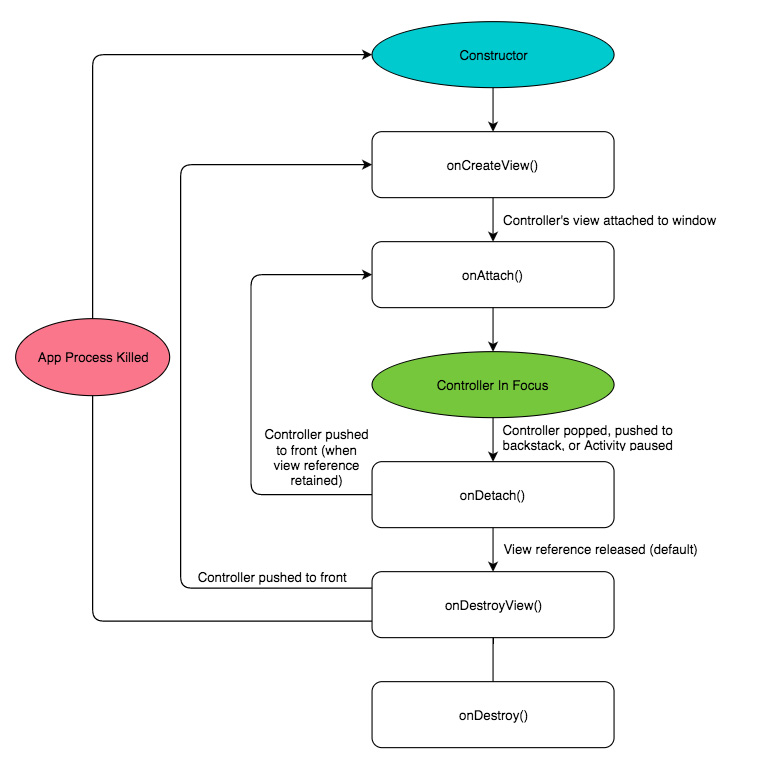 Constructor
onCreateView()
Controller's view attached to window
onAttach()
App Process Killed
Controller In Focus
Controller popped, pushed to
backstack, or Activity paused
Controller pushed
to front (when
view reference
retained)
onDetach()
View reference released (default)
Controller pushed to front
onDestroyView()
onDestroy()